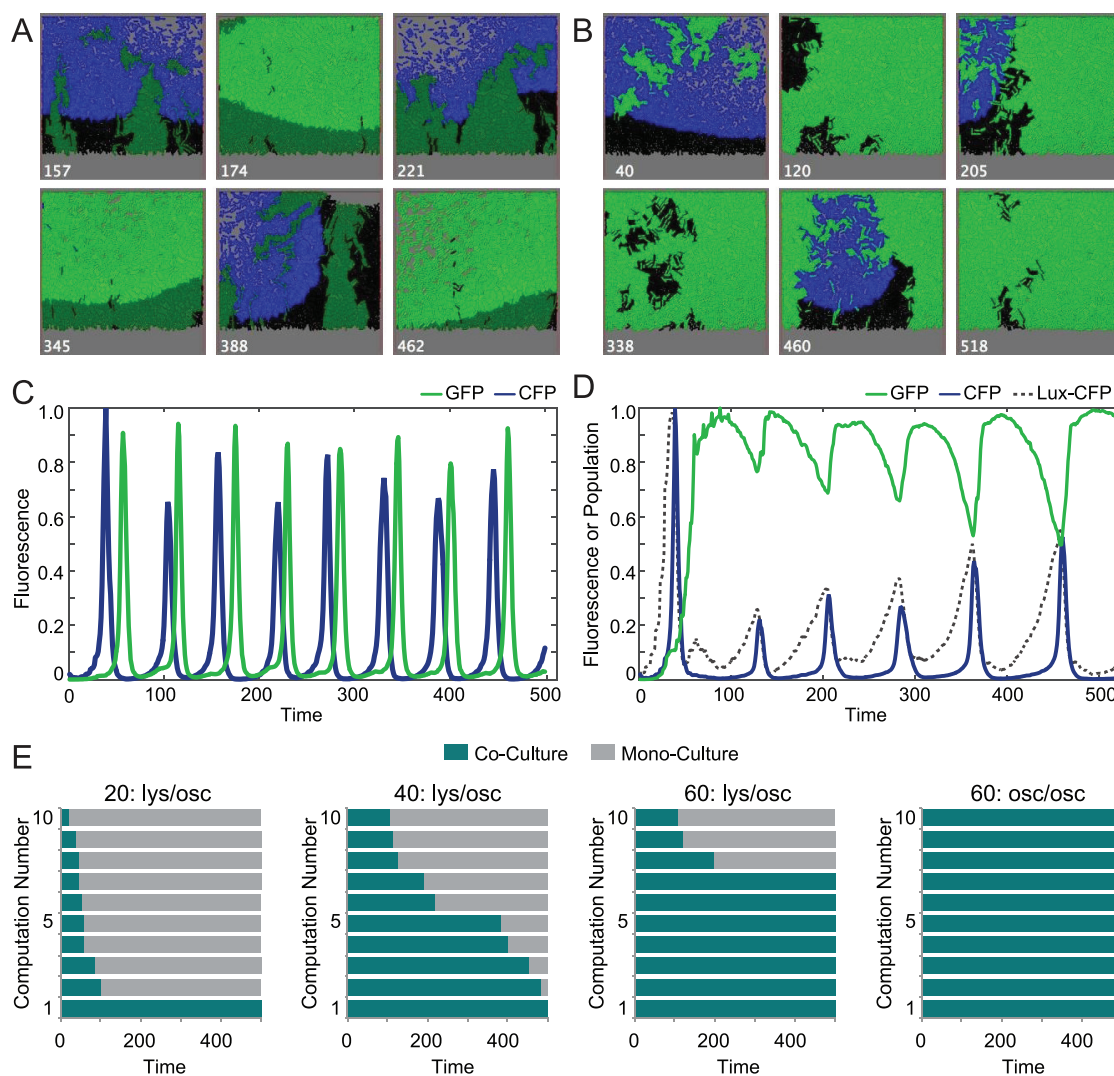 A
B
157
174
221
40
120
205
345
388
462
338
460
518
C
GFP
CFP
D
GFP
CFP
Lux-CFP
1.0
0.8
0.6
0.4
0.2
0
Fluorescence
0
100
200
300
400
500
Time
1.0
0.8
0.6
0.4
0.2
0
Fluorescence or Population
100
200
300
400
500
Time
E
Co-Culture
Mono-Culture
20: lys/osc
40: lys/osc
60: lys/osc
60: osc/osc
10
5
1
Computation Number
0
200
400
Time
10
5
1
Computation Number
0
200
400
Time
10
5
1
Computation Number
0
200
400
Time
10
5
1
Computation Number
0
200
400
Time